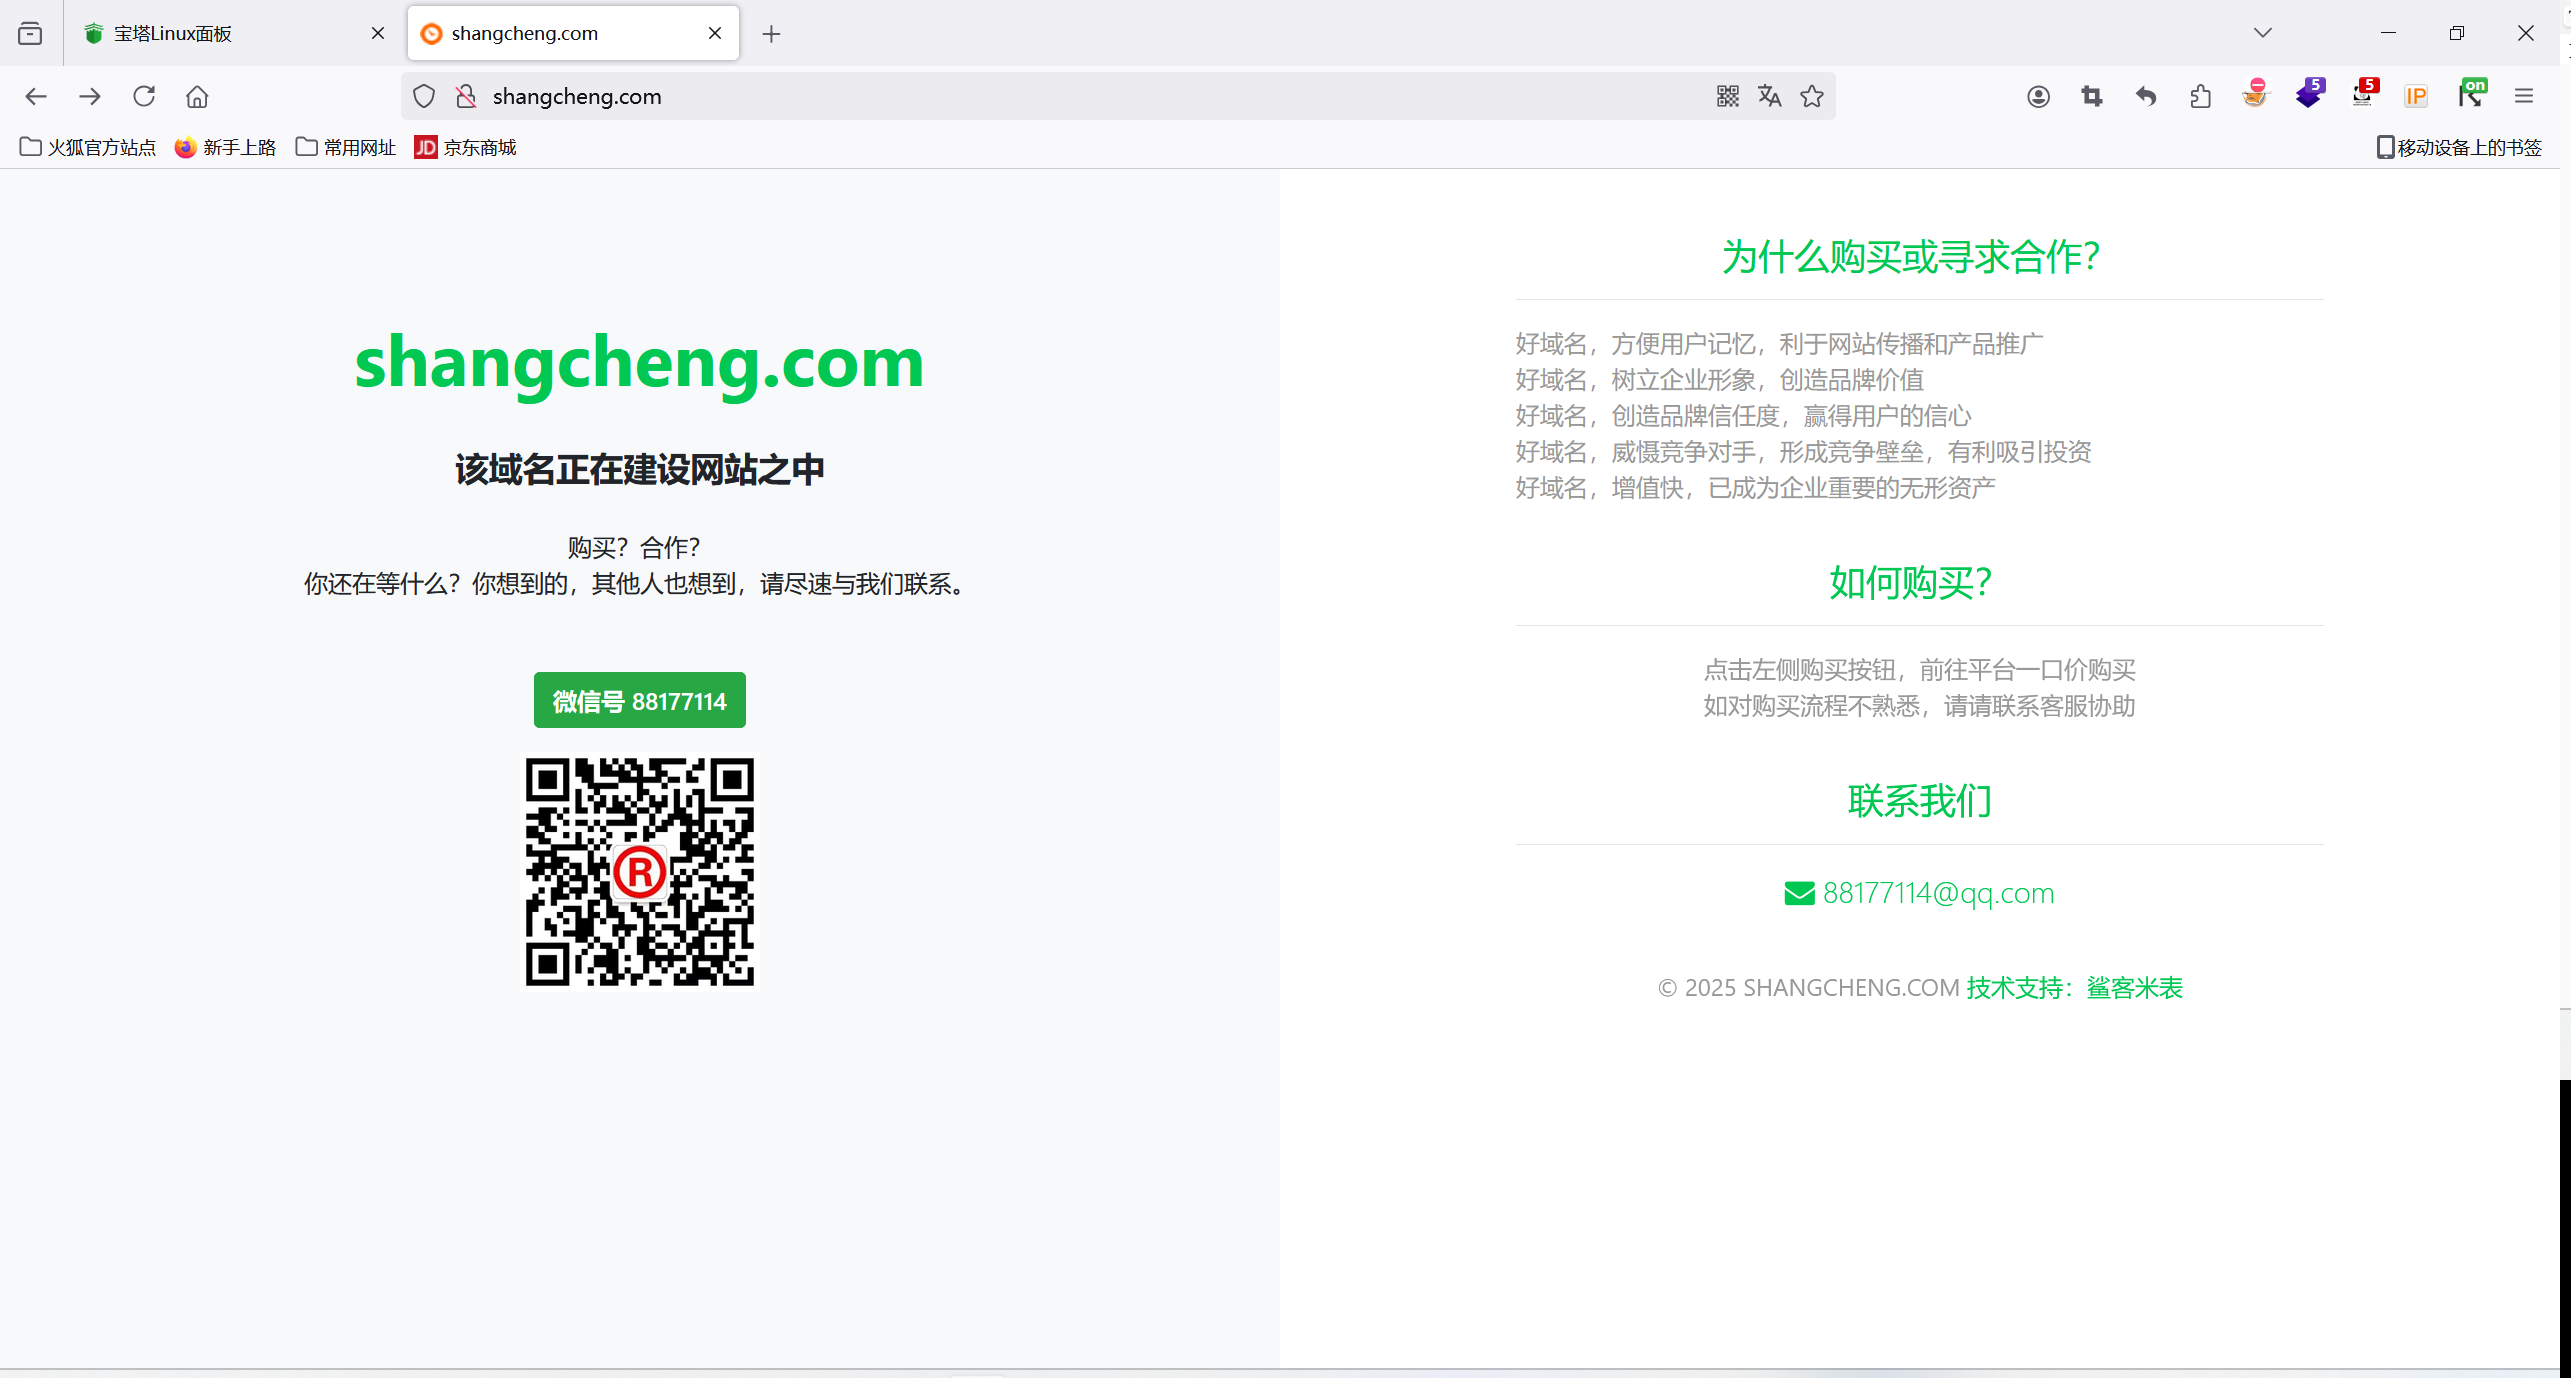 宝塔Linux面板
shangcheng.com
shangcheng.com
5
5
IP
on
火狐官方站点
新手上路
常用网址
JD 京东商城
移动设备上的书签
shangcheng.com
该域名正在建设网站之中
购买？合作？
你还在等什么？你想到的，其他人也想到，请尽速与我们联系。
微信号 88177114
R
为什么购买或寻求合作？
好域名，方便用户记忆，利于网站传播和产品推广
好域名，树立企业形象，创造品牌价值
好域名，创造品牌信任度，赢得用户的信心
好域名，威慑竞争对手，形成竞争壁垒，有利吸引投资
好域名，增值快，已成为企业重要的无形资产
如何购买？
点击左侧购买按钮，前往平台一口价购买
如对购买流程不熟悉，请请联系客服协助
联系我们
88177114@qq.com
© 2025 SHANGCHENG.COM 技术支持：鲨客米表